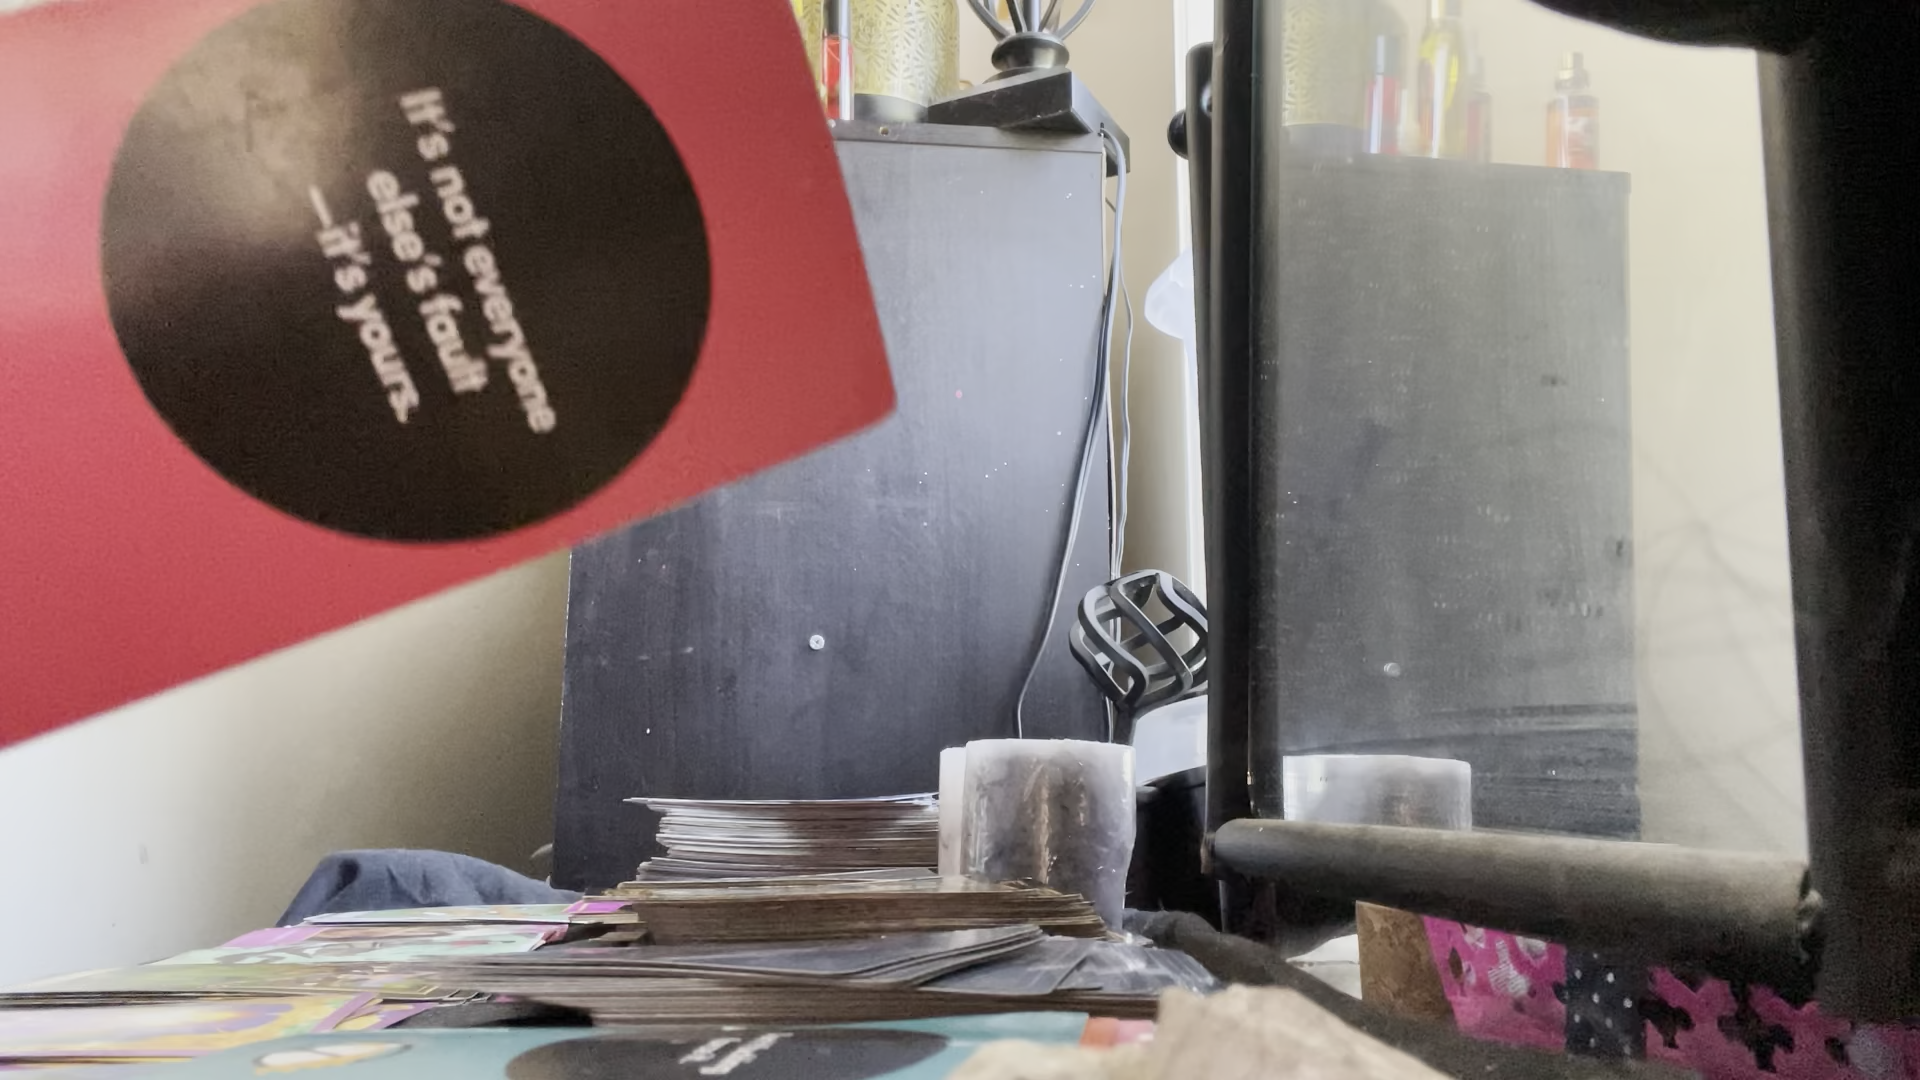 It's not everyone
else's fault
—it's yours.